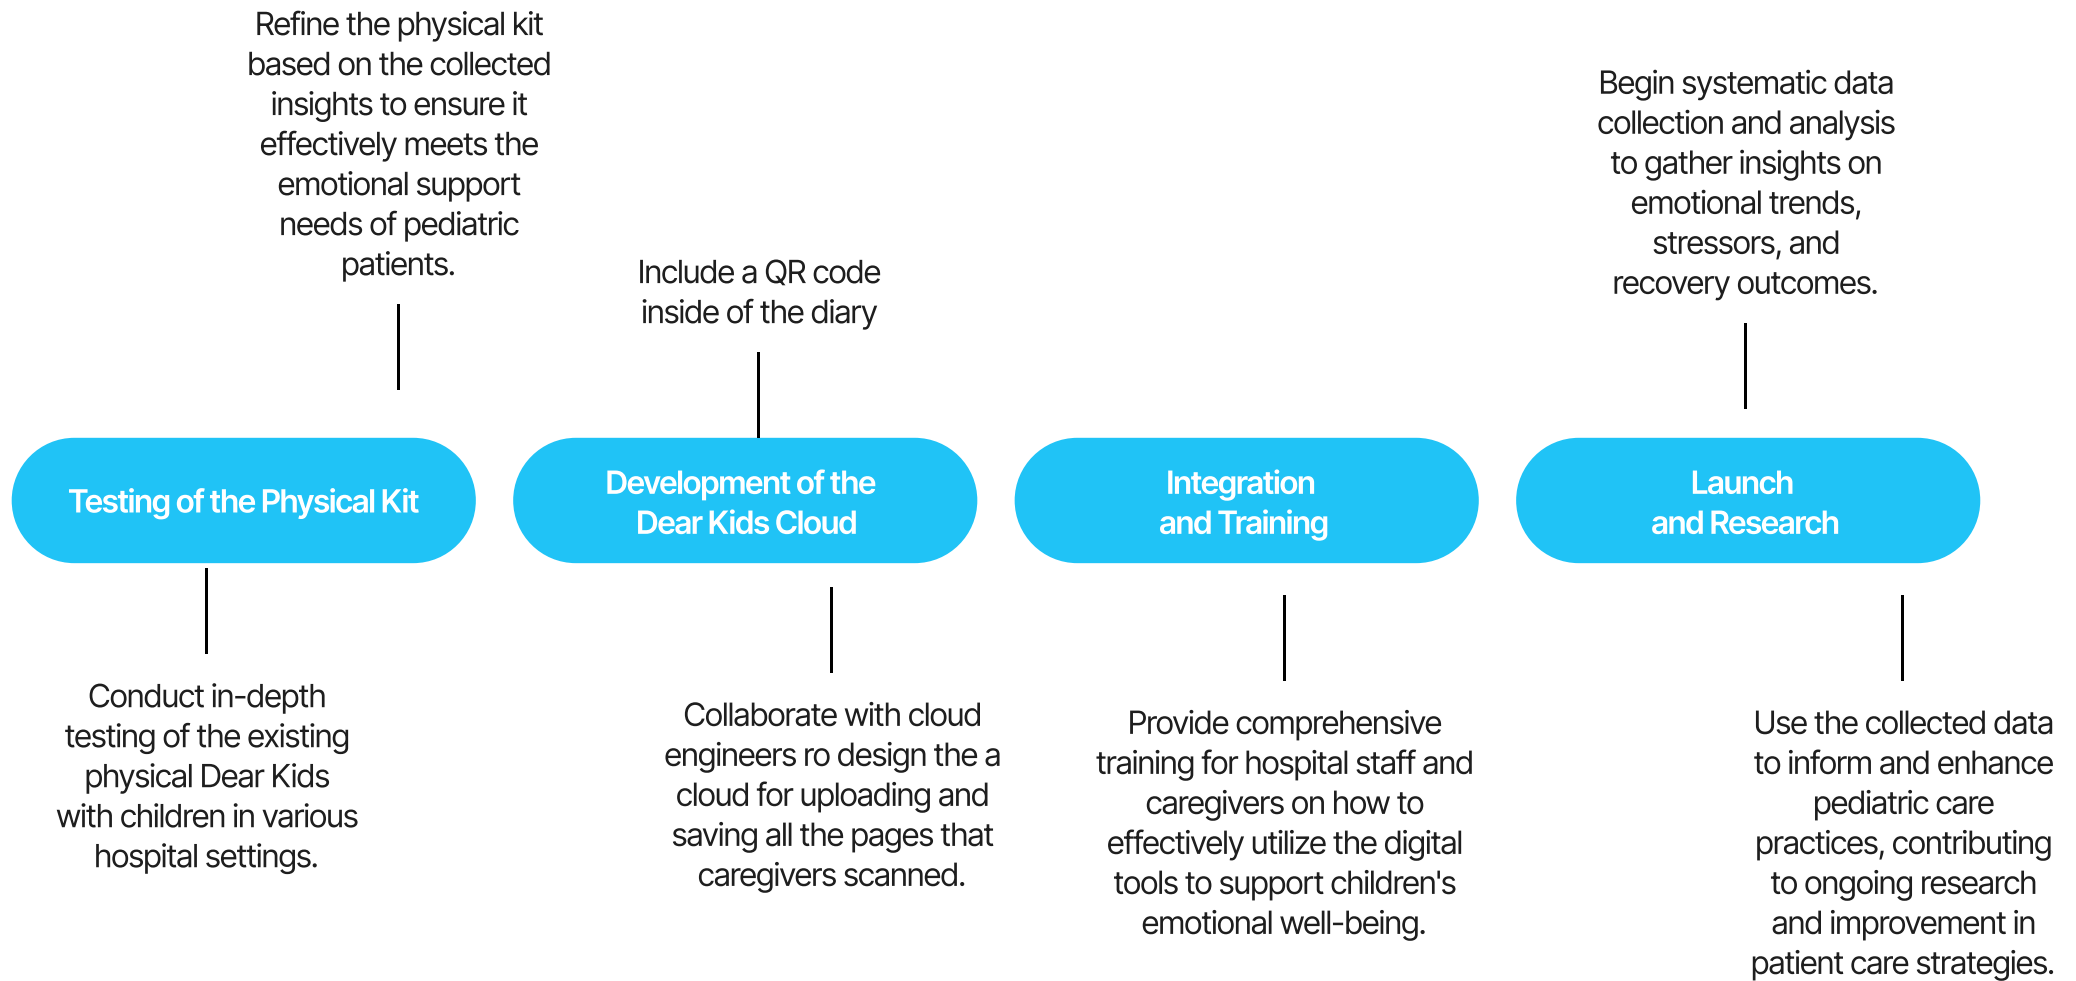 Refine the physical kit
based on the collected
insights to ensure it
effectively meets the
emotional support
needs of pediatric
patients.
Include a QR code
inside of the diary
Begin systematic data
collection and analysis
to gather insights on
emotional trends,
stressors, and
recovery outcomes.
Testing of the Physical Kit
Development of the
Dear Kids Cloud
Integration
and Training
Launch
and Research
Conduct in-depth
testing of the existing
physical Dear Kids
with children in various
hospital settings.
Collaborate with cloud
engineers ro design the a
cloud for uploading and
saving all the pages that
caregivers scanned.
Provide comprehensive
training for hospital staff and
caregivers on how to
effectively utilize the digital
tools to support children's
emotional well-being.
Use the collected data
to inform and enhance
pediatric care
practices, contributing
to ongoing research
and improvement in
patient care strategies.